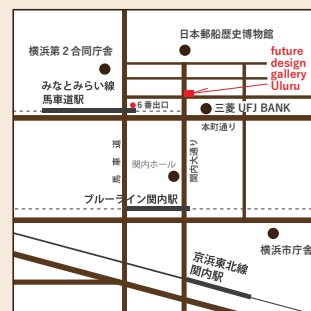 日本郵船歴史博物館
横浜第2合同庁舎
future
design
gallery
Uluru
みなとみらい線
馬車道駅
6番出口
三菱 UFJ BANK
本町通り
馬車道
関内ホール
関内大通り
ブルーライン関内駅
京浜東北線
関内駅
横浜市庁舎